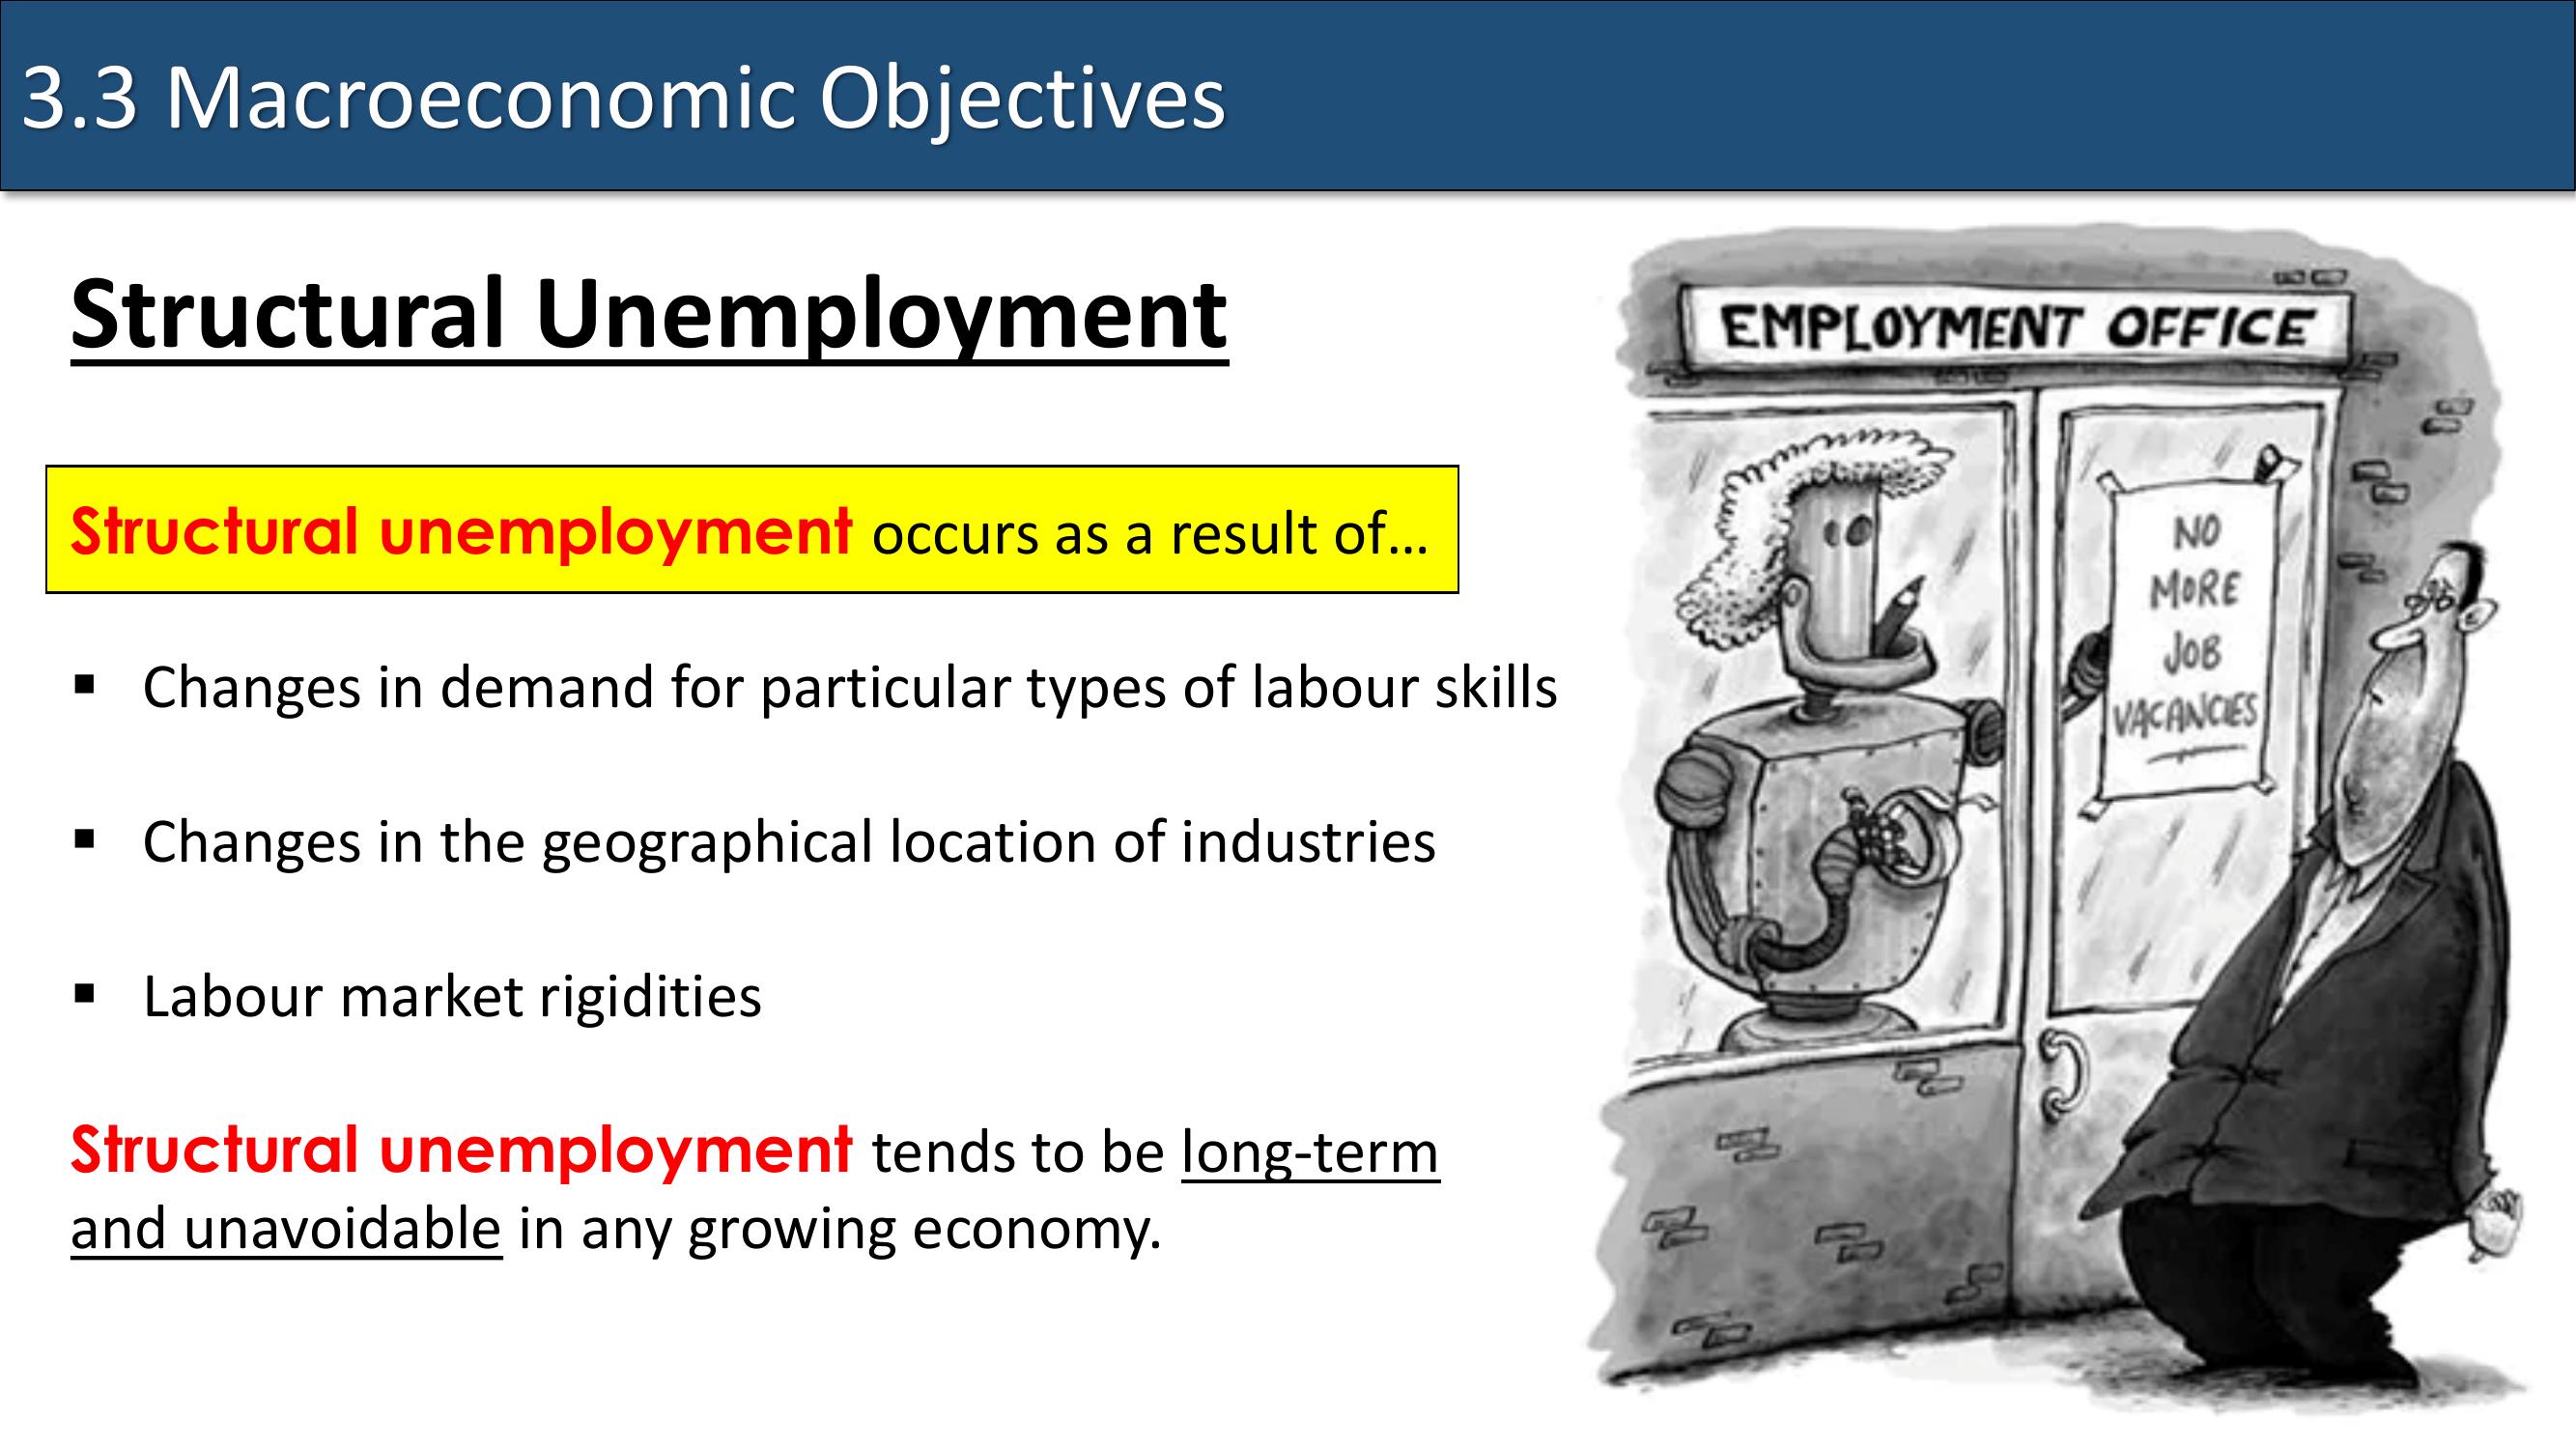 3.3 Macroeconomic Objectives
Structural Unemployment
Structural unemployment occurs as a result of...
▪ Changes in demand for particular types of labour skills
▪ Changes in the geographical location of industries
▪ Labour market rigidities
Structural unemployment tends to be long-term
and unavoidable in any growing economy.
EMPLOYMENT OFFICE
NO
MORE
JOB
VACANCIES